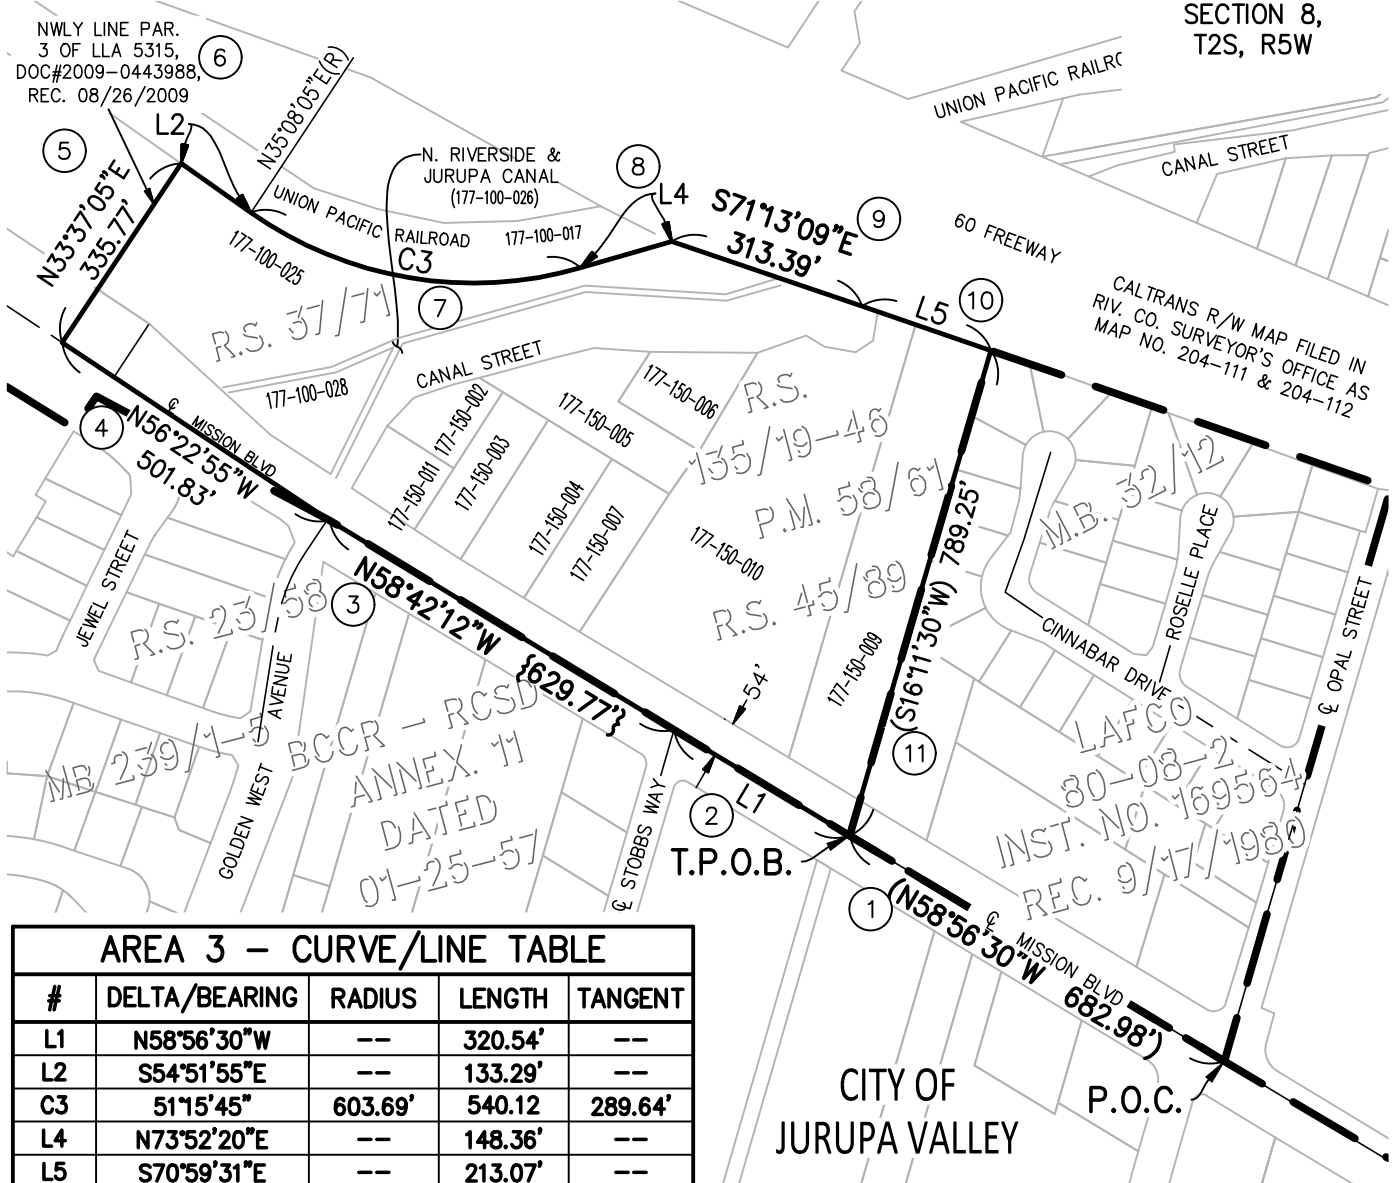 SECTION 8,
T2S, R5W
NWLY LINE PAR.
3 OF LLA 5315,
DOC#2009-0443988,
REC. 08/26/2009
6
5
L2
N35°08'05"E(R)
N. RIVERSIDE &
JURUPA CANAL
(177-100-026)
8
L4
S71°13'09"E
313.39'
9
UNION PACIFIC RAILRO
CANAL STREET
60 FREEWAY
N33°37'05"E
335.77'
UNION PACIFIC RAILROAD
177-100-025
177-100-017
C3
7
L5
10
CALTRANS R/W MAP FILED IN
RIV. CO. SURVEYOR'S OFFICE AS
MAP NO. 204-111 & 204-112
R.S. 37/71
CANAL STREET
177-100-028
177-150-002
177-150-011
177-150-003
177-150-004
177-150-005
177-150-006
177-150-007
177-150-010
177-150-009
R.S.
135/19-46
P.M. 58/61
R.S. 45/89
M.B. 32/12
4
N56°22'55"W
501.83'
℄ MISSION BLVD
JEWEL STREET
R.S. 23/58
3
N58°42'12"W
{629.77'}
54'
(S16°11'30"W) 789.25'
11
ROSELLE PLACE
CINNABAR DRIVE
℄ OPAL STREET
MB 239/1-5
GOLDEN WEST AVENUE
BCCR - RCSD
ANNEX. 11
DATED
01-25-57
℄ STOBBS WAY
2
L1
T.P.O.B.
LAFCO
80-08-2
INST. NO. 169564
REC. 9/17/1980
1
(N58°56'30"W 682.98')
℄ MISSION BLVD
P.O.C.
CITY OF
JURUPA VALLEY
AREA 3 - CURVE/LINE TABLE
# DELTA/BEARING RADIUS LENGTH TANGENT
L1 N58°56'30"W -- 320.54' --
L2 S54°51'55"E -- 133.29' --
C3 51°15'45" 603.69' 540.12 289.64'
L4 N73°52'20"E -- 148.36' --
L5 S70°59'31"E -- 213.07' --